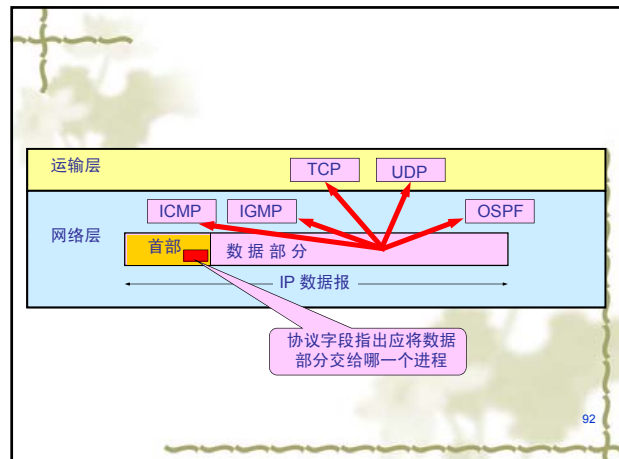 运输层
TCP
UDP
ICMP
IGMP
OSPF
网络层
首部
数 据 部 分
IP 数据报
协议字段指出应将数据
部分交给哪一个进程
92